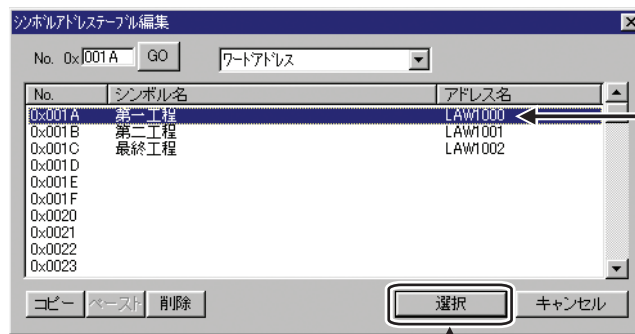 シンボルアドレステーブル編集
No. 0x 001A GO ワードアドレス
No. シンボル名 アドレス名
0x001A 第一工程 LAW1000
0x001B 第二工程 LAW1001
0x001C 最終工程 LAW1002
0x001D
0x001E
0x001F
0x0020
0x0021
0x0022
0x0023
コピー ペースト 削除 選択 キャンセル